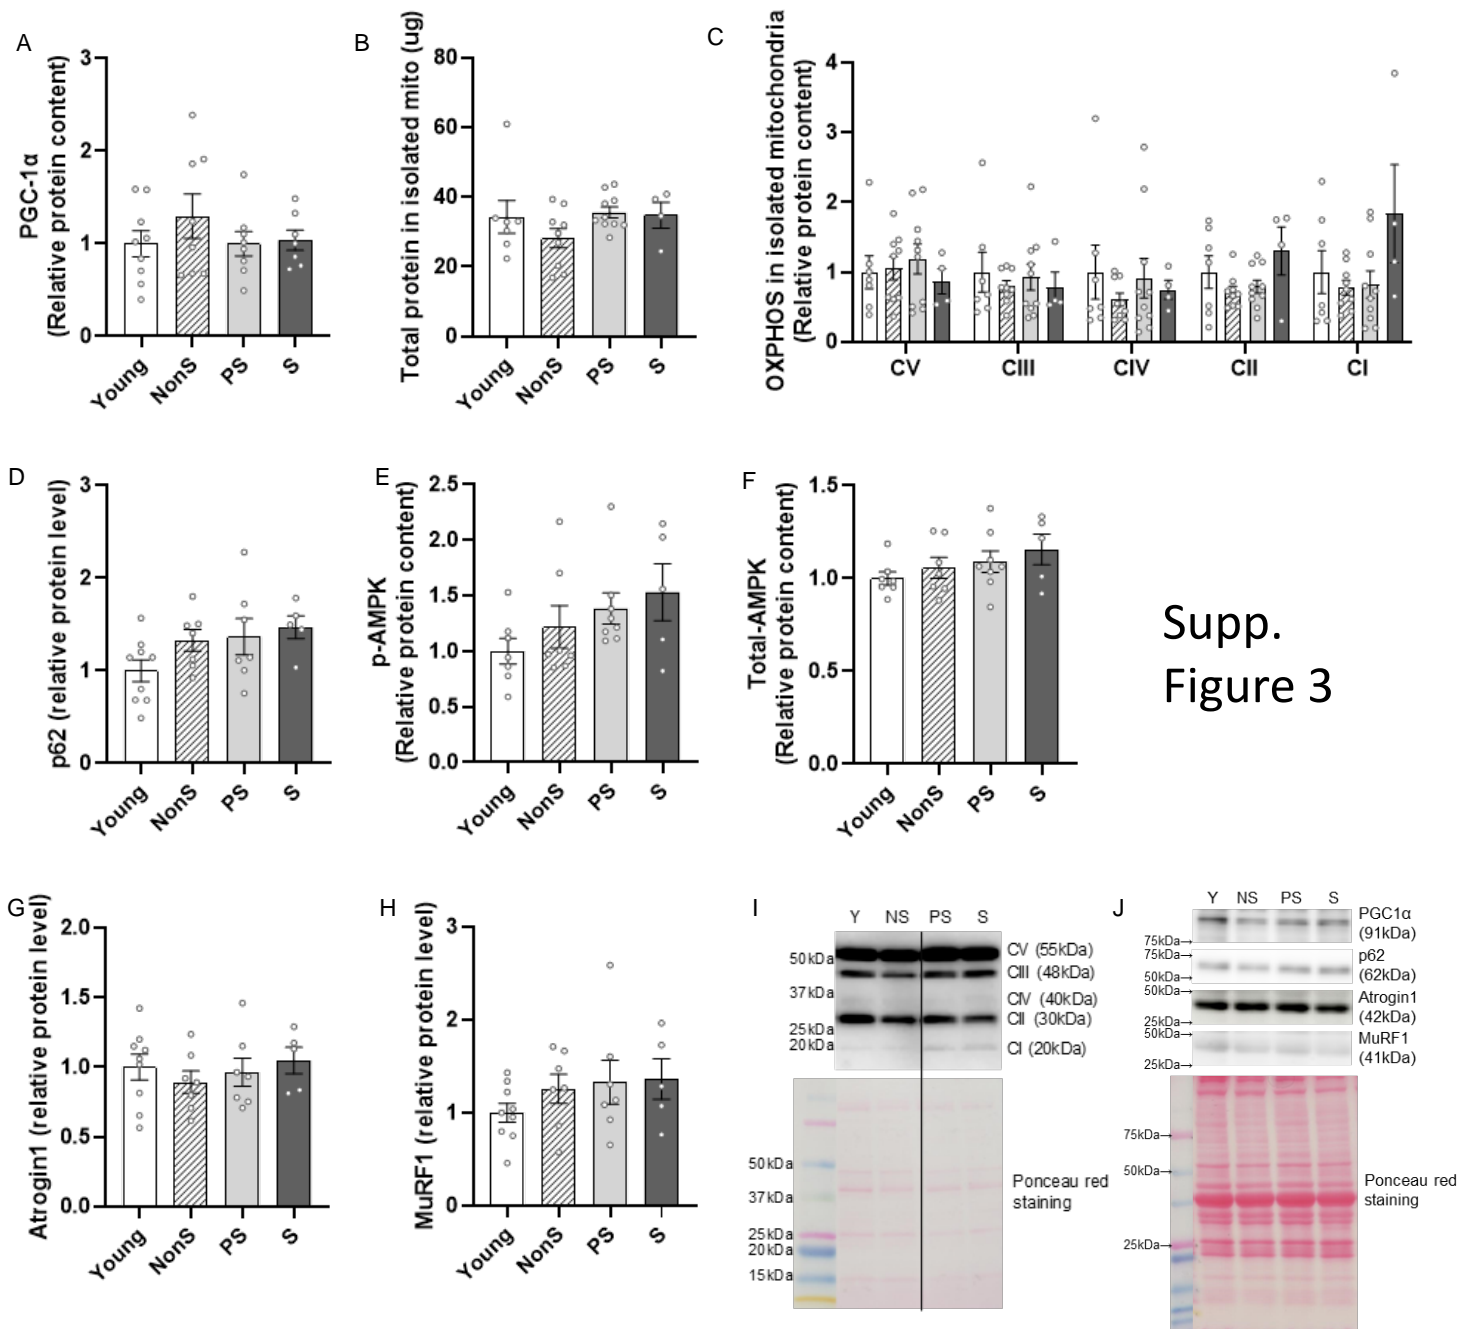 A
PGC-1α
(Relative protein content)
3
2
1
0
Young
NonS
PS
S
B
Total protein in isolated mito (ug)
80
60
40
20
0
Young
NonS
PS
S
C
OXPHOS in isolated mitochondria
(Relative protein content)
4
3
2
1
0
CV
CIII
CIV
CII
CI
D
p62 (relative protein level)
3
2
1
0
Young
NonS
PS
S
E
p-AMPK
(Relative protein content)
2.5
2.0
1.5
1.0
0.5
0.0
Young
NonS
PS
S
F
Total-AMPK
(Relative protein content)
1.5
1.0
0.5
0.0
Young
NonS
PS
S
Supp.
Figure 3
G
Atrogin1 (relative protein level)
2.0
1.5
1.0
0.5
0.0
Young
NonS
PS
S
H
MuRF1 (relative protein level)
3
2
1
0
Young
NonS
PS
S
I
Y NS PS S
50kDa
37kDa
25kDa
20kDa
CV (55kDa)
CIII (48kDa)
CIV (40kDa)
CII (30kDa)
CI (20kDa)
50kDa
37kDa
25kDa
20kDa
15kDa
Ponceau red
staining
J
Y NS PS S
75kDa→
PGC1α
(91kDa)
75kDa→
50kDa→
p62
(62kDa)
50kDa→
25kDa→
Atrogin1
(42kDa)
50kDa→
25kDa→
MuRF1
(41kDa)
75kDa→
50kDa→
25kDa→
Ponceau red
staining